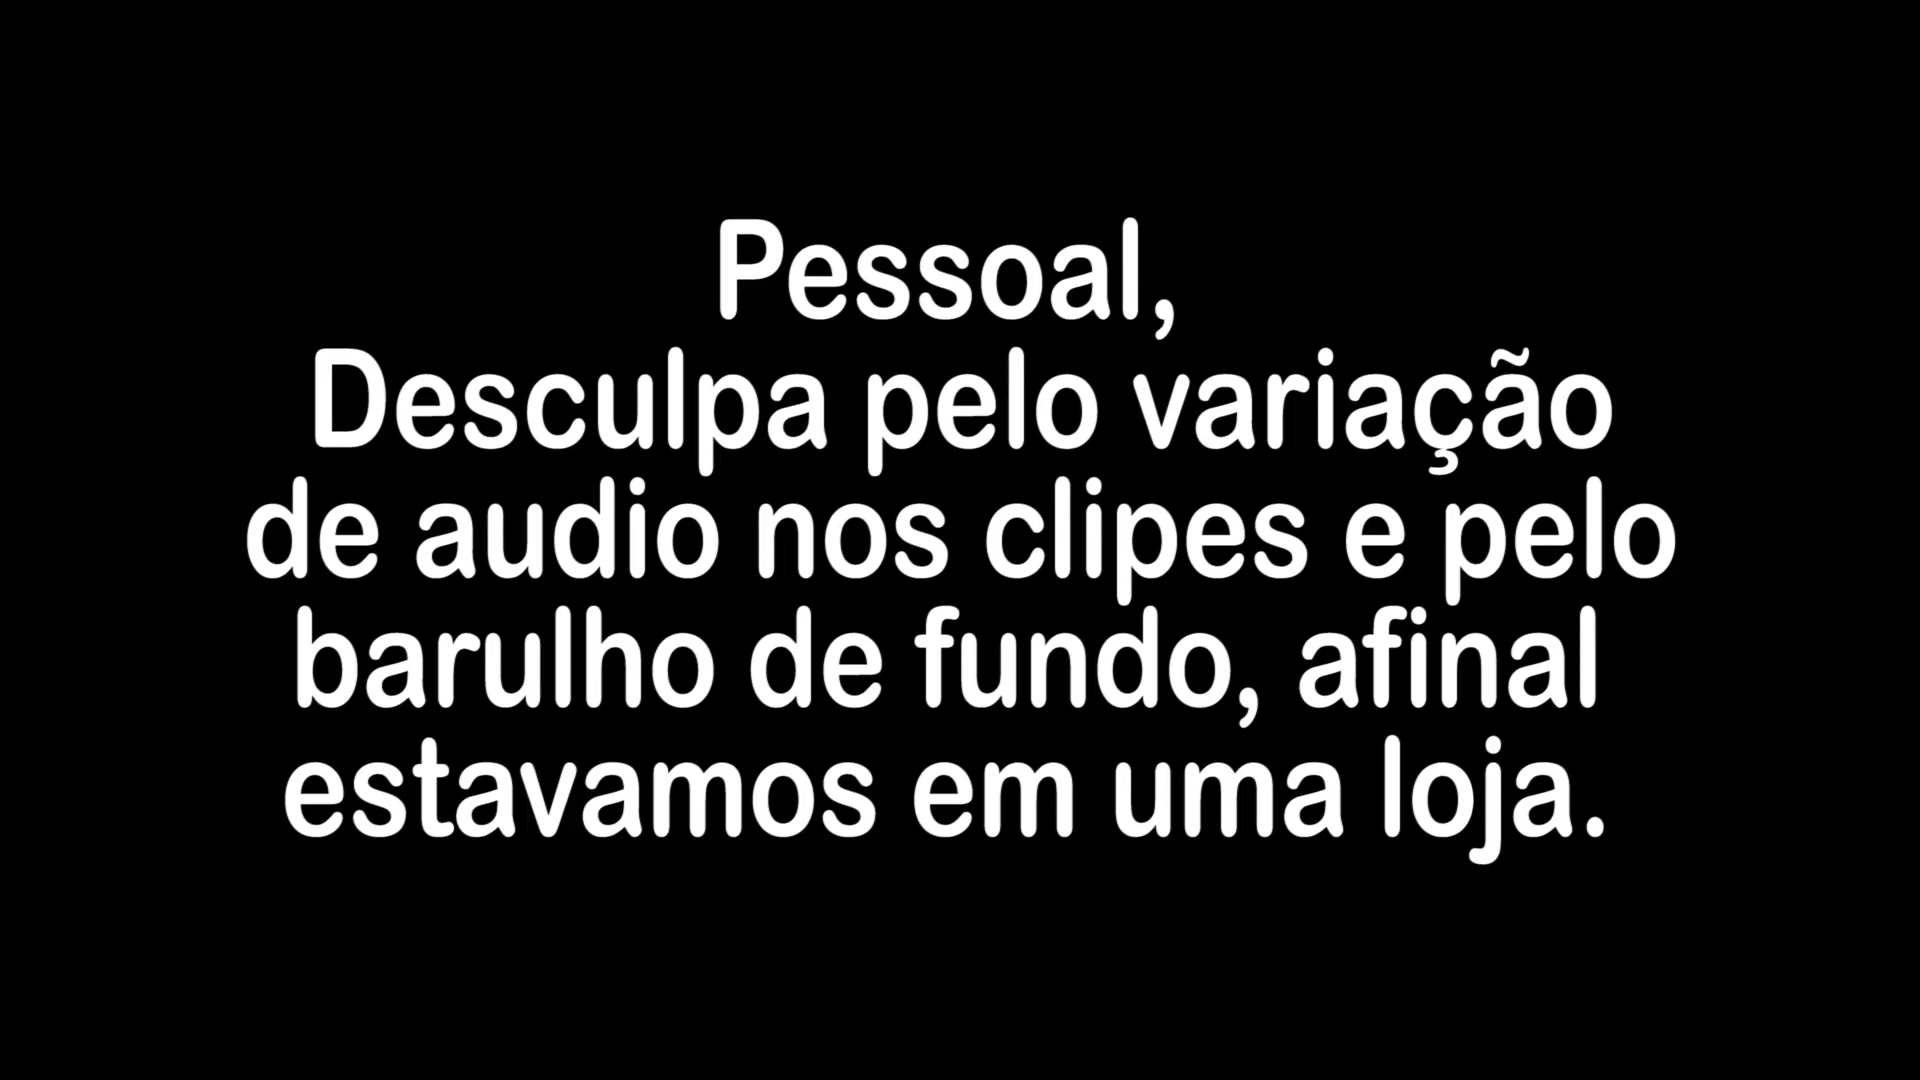 Pessoal,
Desculpa pelo variação
de audio nos clipes e pelo
barulho de fundo, afinal
estavamos em uma loja.